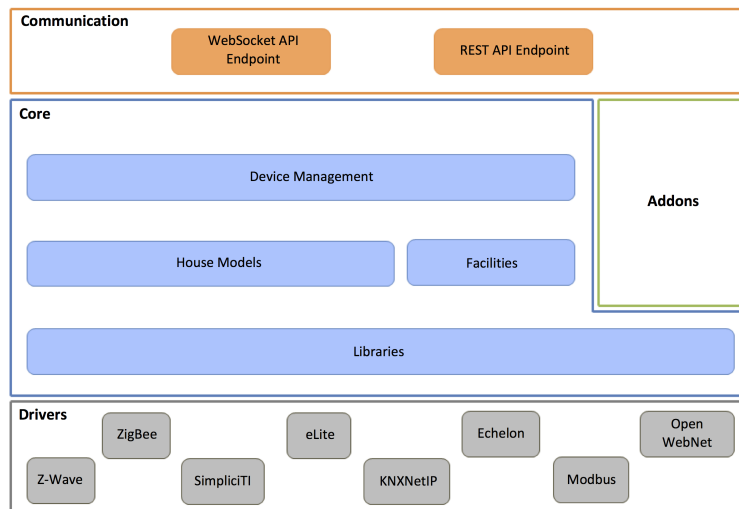 Communication
WebSocket API
Endpoint
REST API Endpoint
Core
Device Management
Addons
House Models
Facilities
Libraries
Drivers
ZigBee
eLite
Echelon
Open
WebNet
Z-Wave
SimpliciTI
KNXNetIP
Modbus